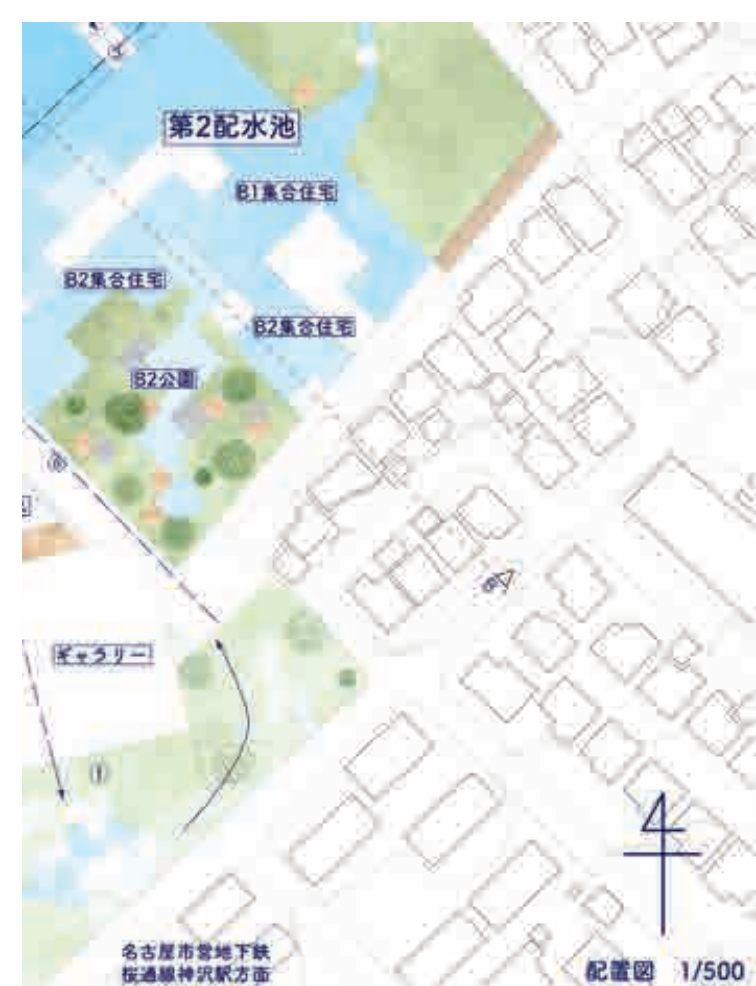 第2配水池
B1集合住宅
B2集合住宅
B2集合住宅
B2公園
ギャラリー
①
名古屋市営地下鉄
桜通線神沢駅方面
配置図 1/500